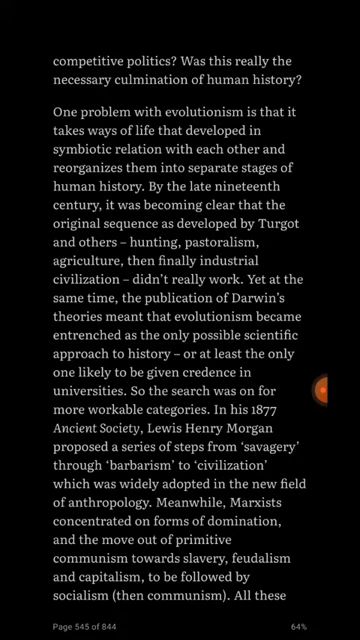 competitive politics? Was this really the
necessary culmination of human history?
One problem with evolutionism is that it
takes ways of life that developed in
symbiotic relation with each other and
reorganizes them into separate stages of
human history. By the late nineteenth
century, it was becoming clear that the
original sequence as developed by Turgot
and others – hunting, pastoralism,
agriculture, then finally industrial
civilization – didn’t really work. Yet at the
same time, the publication of Darwin’s
theories meant that evolutionism became
entrenched as the only possible scientific
approach to history – or at least the only
one likely to be given credence in
universities. So the search was on for
more workable categories. In his 1877
Ancient Society, Lewis Henry Morgan
proposed a series of steps from ‘savagery’
through ‘barbarism’ to ‘civilization’
which was widely adopted in the new field
of anthropology. Meanwhile, Marxists
concentrated on forms of domination,
and the move out of primitive
communism towards slavery, feudalism
and capitalism, to be followed by
socialism (then communism). All these
Page 545 of 844 64%